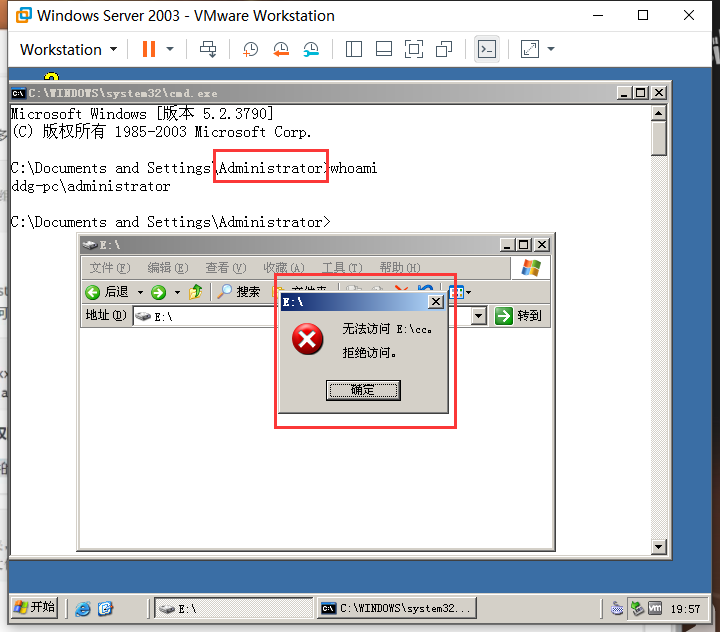 Windows Server 2003 - VMware Workstation
Workstation
C:\WINDOWS\system32\cmd.exe
Microsoft Windows [版本 5.2.3790]
(C) 版权所有 1985-2003 Microsoft Corp.
C:\Documents and Settings\Administrator>whoami
ddg-pc\administrator
C:\Documents and Settings\Administrator>
E:\
文件(F) 编辑(E) 查看(V) 收藏(A) 工具(T) 帮助(H)
后退 搜索
地址(D) E:\ 转到
E:\
无法访问 E:\cc。
拒绝访问。
确定
开始 E:\ C:\WINDOWS\system32... 19:57